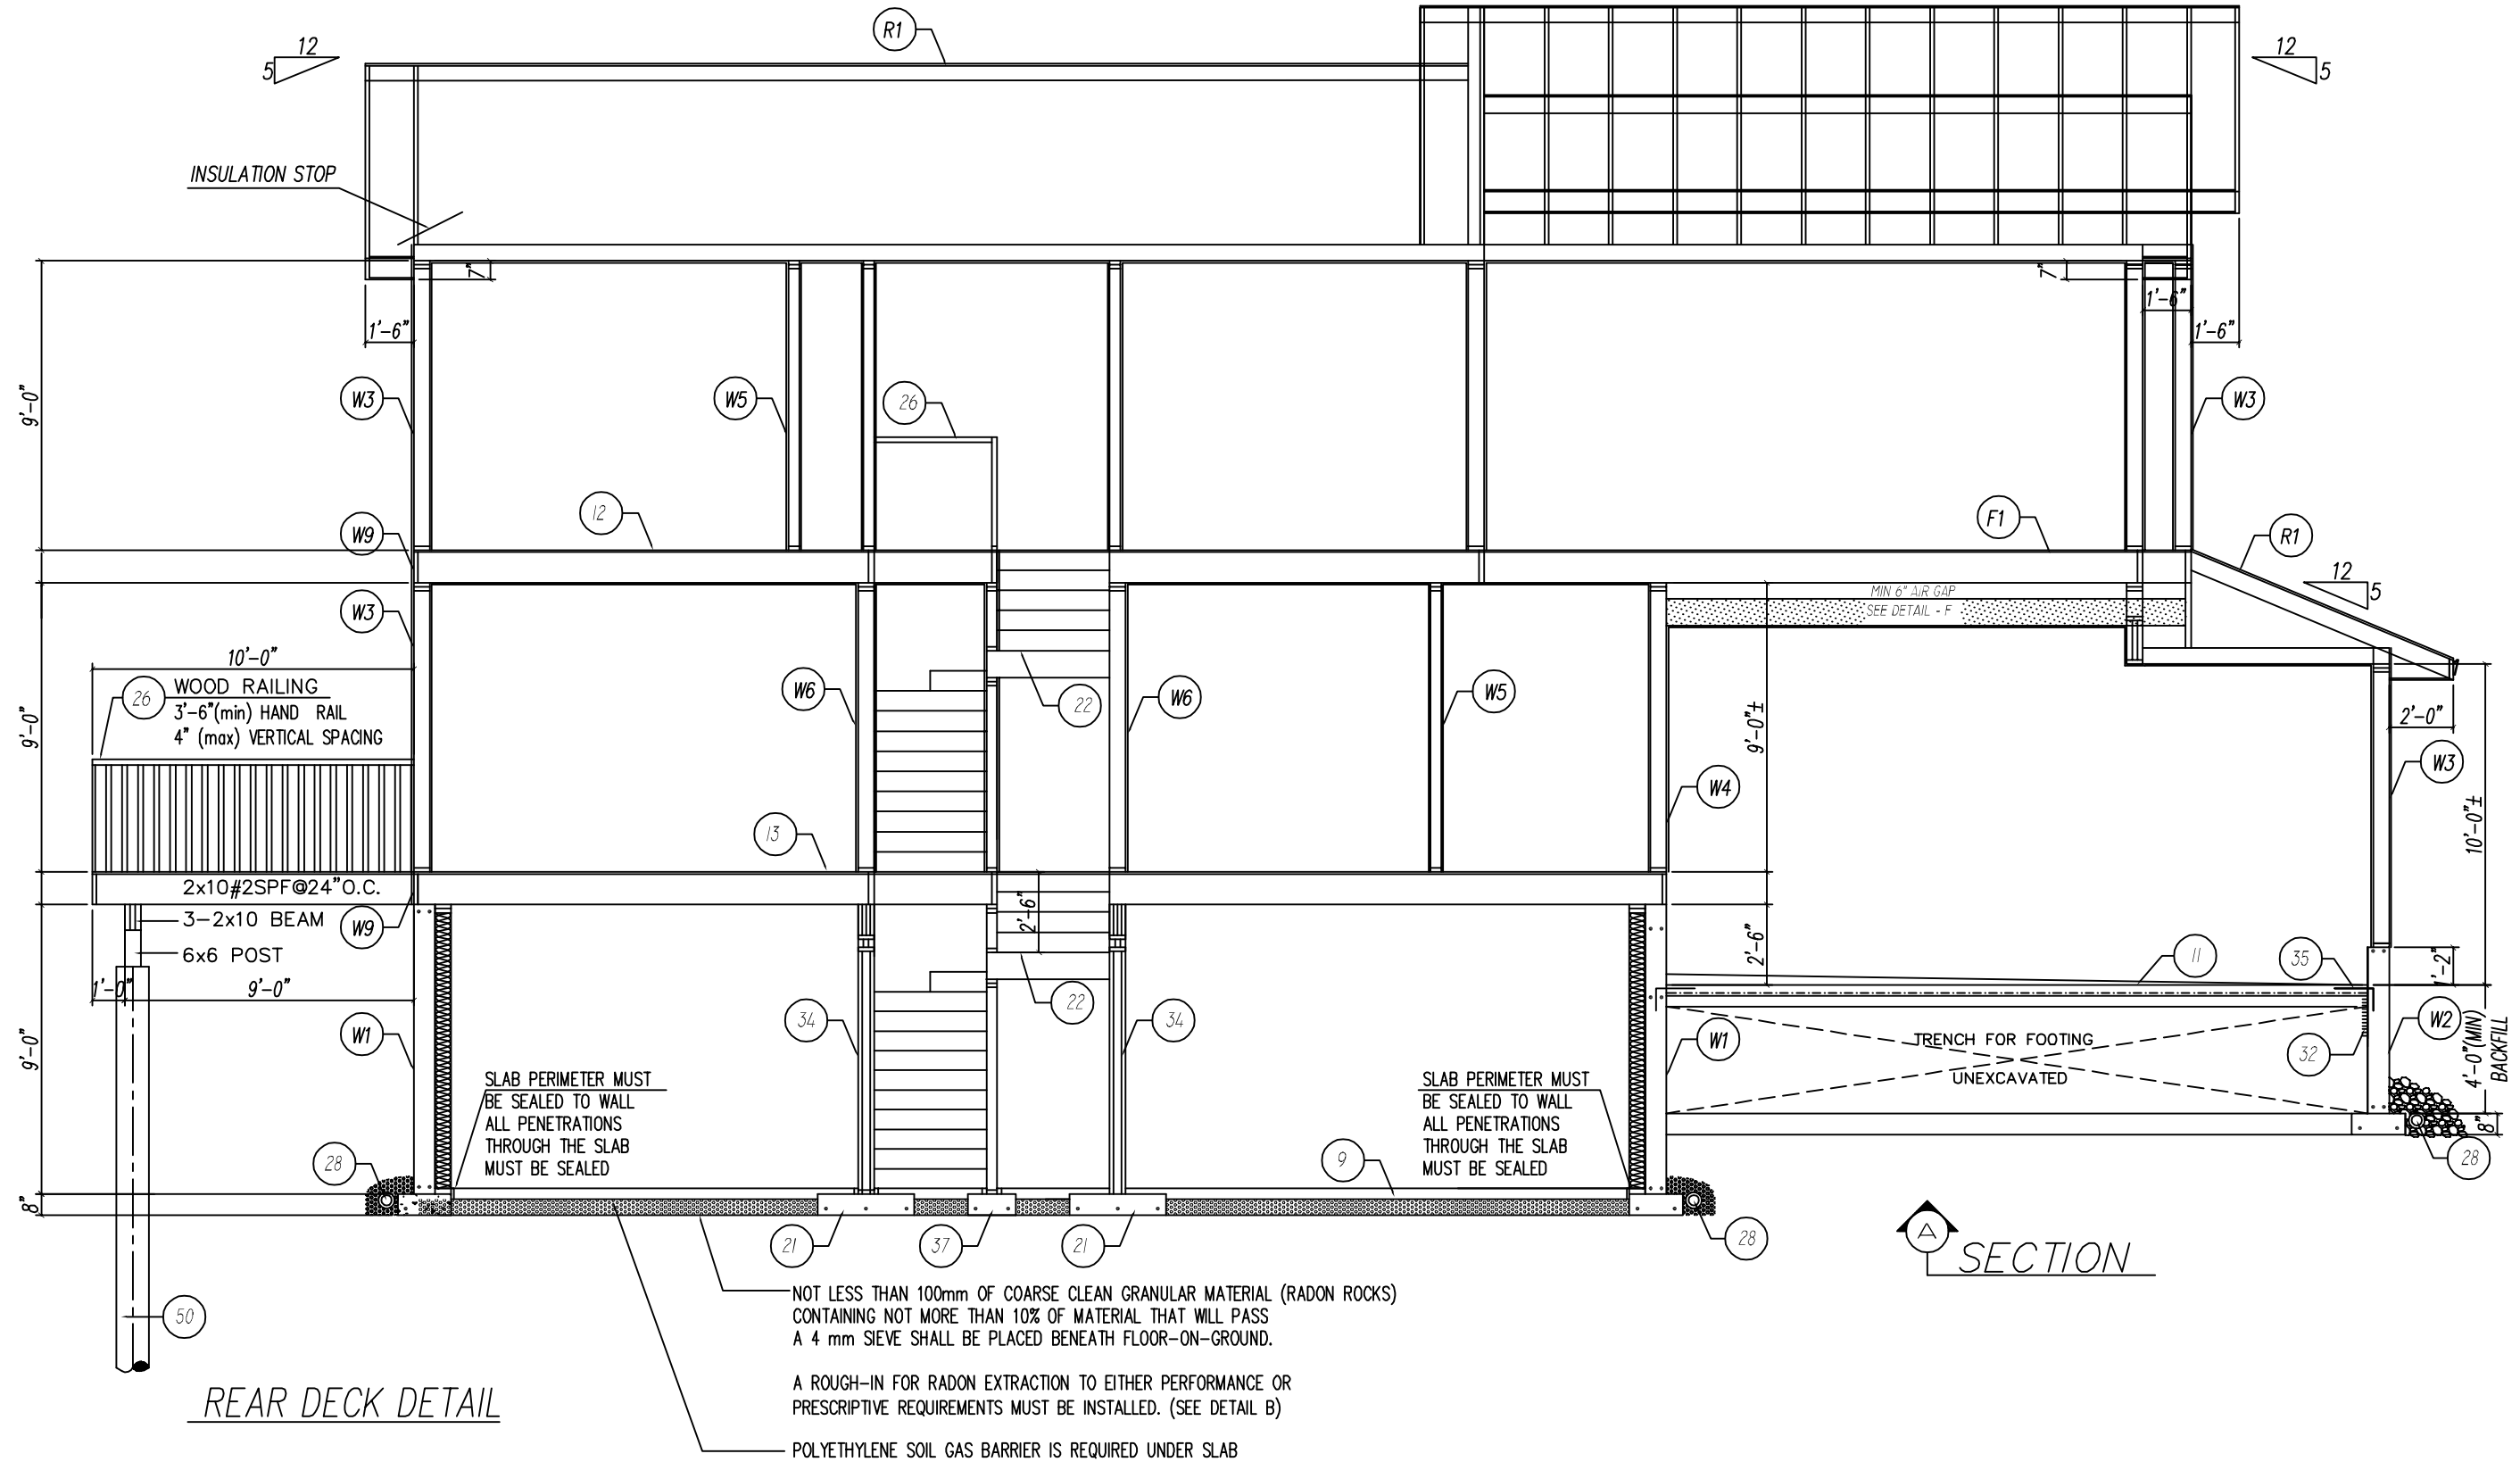 R1
12
5
12
5
INSULATION STOP
7"
7"
1'-6"
1'-6"
1'-6"
9'-0"
W3
W5
26
W3
12
F1
W9
R1
12
5
MIN 6" AIR GAP
SEE DETAIL - F
W3
10'-0"
26
WOOD RAILING
3'-6"(min) HAND RAIL
4" (max) VERTICAL SPACING
W6
22
W6
W5
9'-0"
9'-0"±
2'-0"
W3
W4
10'-0"±
13
2x10#2SPF@24"O.C.
3-2x10 BEAM
W9
6x6 POST
2'-6"
2'-6"
11
35
1'-2"
1'-0"
9'-0"
9'-0"
W1
34
22
34
W1
TRENCH FOR FOOTING
UNEXCAVATED
32
W2
4'-0"(MIN)
BACKFILL
SLAB PERIMETER MUST
BE SEALED TO WALL
ALL PENETRATIONS
THROUGH THE SLAB
MUST BE SEALED
SLAB PERIMETER MUST
BE SEALED TO WALL
ALL PENETRATIONS
THROUGH THE SLAB
MUST BE SEALED
8"
28
9
28
8"
21
37
21
28
A
SECTION
50
NOT LESS THAN 100mm OF COARSE CLEAN GRANULAR MATERIAL (RADON ROCKS)
CONTAINING NOT MORE THAN 10% OF MATERIAL THAT WILL PASS
A 4 mm SIEVE SHALL BE PLACED BENEATH FLOOR-ON-GROUND.
A ROUGH-IN FOR RADON EXTRACTION TO EITHER PERFORMANCE OR
PRESCRIPTIVE REQUIREMENTS MUST BE INSTALLED. (SEE DETAIL B)
POLYETHYLENE SOIL GAS BARRIER IS REQUIRED UNDER SLAB
REAR DECK DETAIL